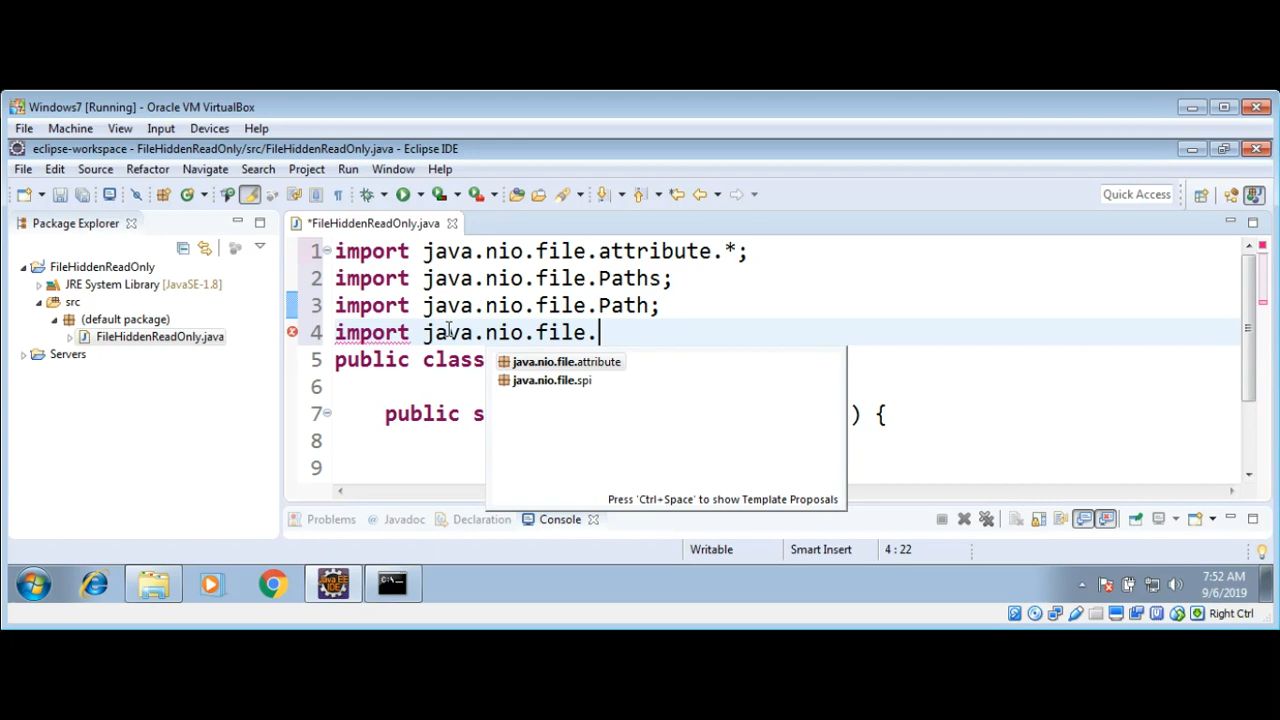 Windows7 [Running] - Oracle VM VirtualBox
File Machine View Input Devices Help
eclipse-workspace - FileHiddenReadOnly/src/FileHiddenReadOnly.java - Eclipse IDE
File Edit Source Refactor Navigate Search Project Run Window Help
Quick Access
Package Explorer
*FileHiddenReadOnly.java
FileHiddenReadOnly
JRE System Library [JavaSE-1.8]
src
(default package)
FileHiddenReadOnly.java
Servers
1 import java.nio.file.attribute.*;
2 import java.nio.file.Paths;
3 import java.nio.file.Path;
4 import java.nio.file.
5 public class
6
7 public s ) {
8
9
java.nio.file.attribute
java.nio.file.spi
Press 'Ctrl+Space' to show Template Proposals
Problems Javadoc Declaration Console
Writable Smart Insert 4 : 22
Java EE
IDE
7:52 AM
9/6/2019
Right Ctrl